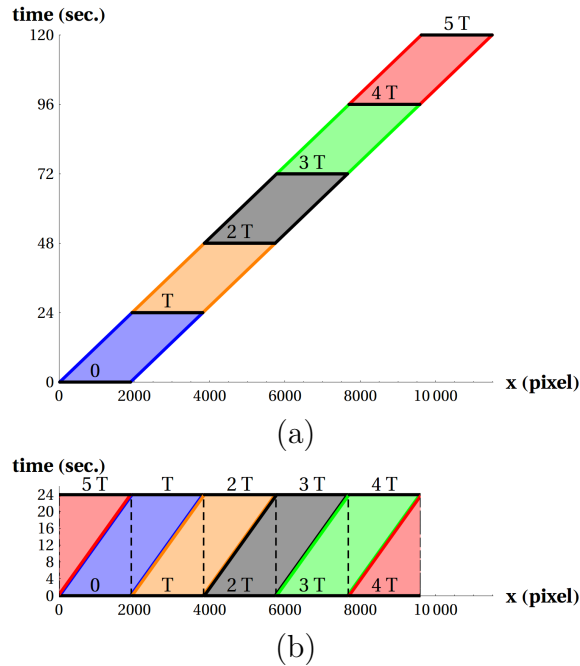 time (sec.)
120
5 T
96
4 T
72
3 T
48
2 T
24
T
0
0
0 2000 4000 6000 8000 10 000
x (pixel)
(a)
time (sec.)
5 T T 2 T 3 T 4 T
24
20
16
12
8
4
0
0 T 2 T 3 T 4 T
0 2000 4000 6000 8000 10 000
x (pixel)
(b)